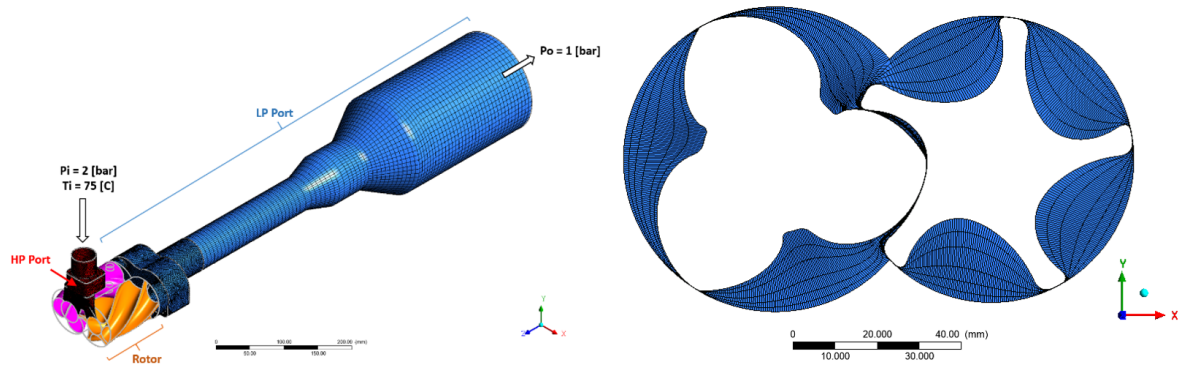 LP Port
Po = 1 [bar]
Pi = 2 [bar]
Ti = 75 [C]
HP Port
Rotor
0.00
100.00
200.00 (mm)
50.00
150.00
Y
X
Z
0
20.000
40.00 (mm)
10.000
30.000
Y
X